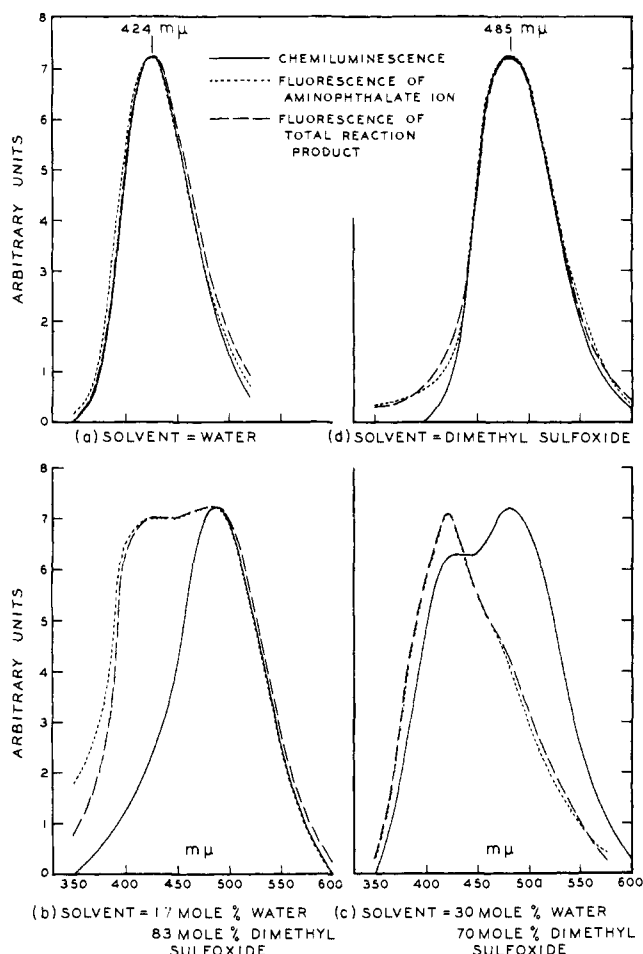 424 mμ
485 mμ
CHEMILUMINESCENCE
FLUORESCENCE OF
AMINOPHTHALATE ION
FLUORESCENCE OF
TOTAL REACTION
PRODUCT
ARBITRARY UNITS
8
7
6
5
4
3
2
1
0
(a) SOLVENT = WATER
(d) SOLVENT = DIMETHYL SULFOXIDE
ARBITRARY UNITS
8
7
6
5
4
3
2
1
0
mμ
mμ
350 400 450 500 550 600
350 400 450 500 550 600
(b) SOLVENT = 17 MOLE % WATER
83 MOLE % DIMETHYL
SULFOXIDE
(c) SOLVENT = 30 MOLE % WATER
70 MOLE % DIMETHYL
SULFOXIDE